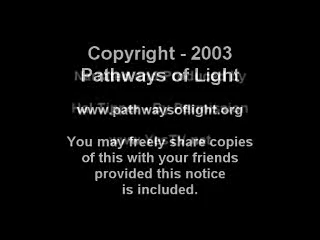 Copyright - 2003
Pathways of Light
www.pathwaysoflight.org
You may freely share copies
of this with your friends
provided this notice
is included.